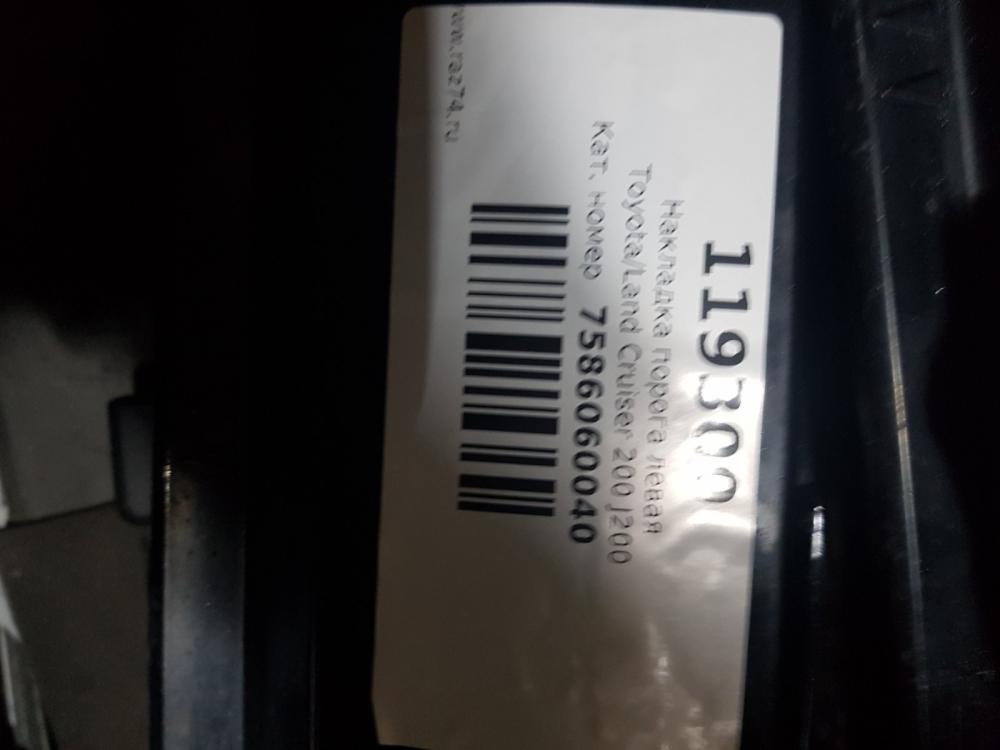 119300
Накладка порога левая
Toyota/Land Cruiser 200 J200
Кат. номер 7586060040
www.raz74.ru